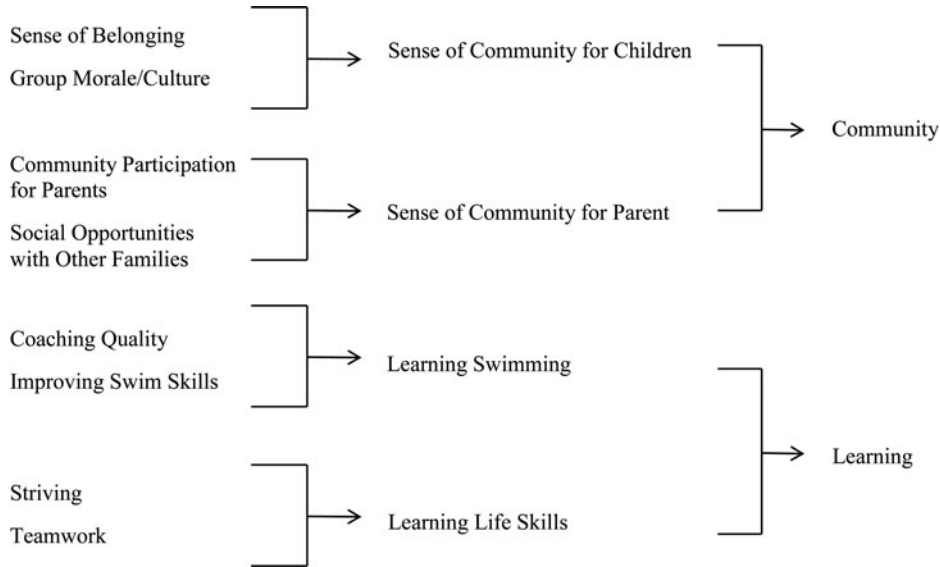 Sense of Belonging
Group Morale/Culture
Sense of Community for Children
Community Participation
for Parents
Social Opportunities
with Other Families
Sense of Community for Parent
Community
Coaching Quality
Improving Swim Skills
Learning Swimming
Striving
Teamwork
Learning Life Skills
Learning